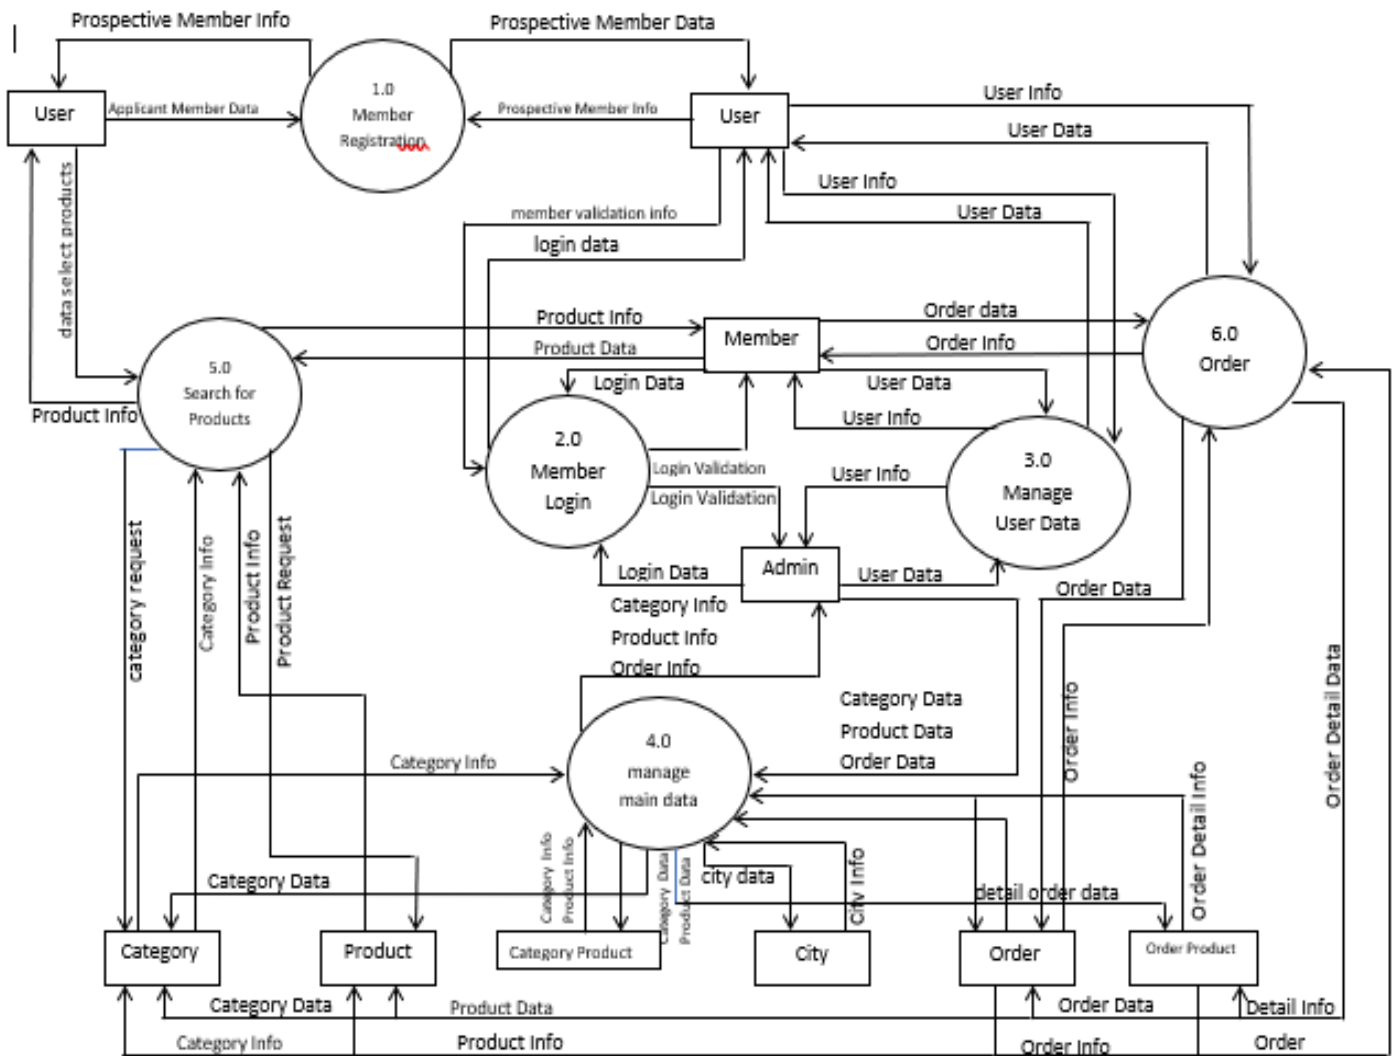 Prospective Member Info
Prospective Member Data
1.0
Member
Registration
User
Applicant Member Data
Prospective Member Info
User
User Info
User Data
User Info
User Data
data select products
member validation info
login data
Product Info
Product Data
Member
Order data
Order Info
6.0
Order
5.0
Search for
Products
Product Info
Login Data
User Data
User Info
2.0
Member
Login
Login Validation
Login Validation
User Info
3.0
Manage
User Data
category request
Category Info
Product Info
Product Request
Login Data
Admin
User Data
Order Data
Category Info
Product Info
Order Info
Category Data
Product Data
Order Data
Order Info
Order Detail Data
4.0
manage
main data
Category Info
Category Info
Product Info
Category Data
Product Data
city data
City Info
Order Detail Info
Category Data
detail order data
Category
Product
Category Product
City
Order
Order Product
Category Data
Product Data
Order Data
Detail Info
Category Info
Product Info
Order Info
Order